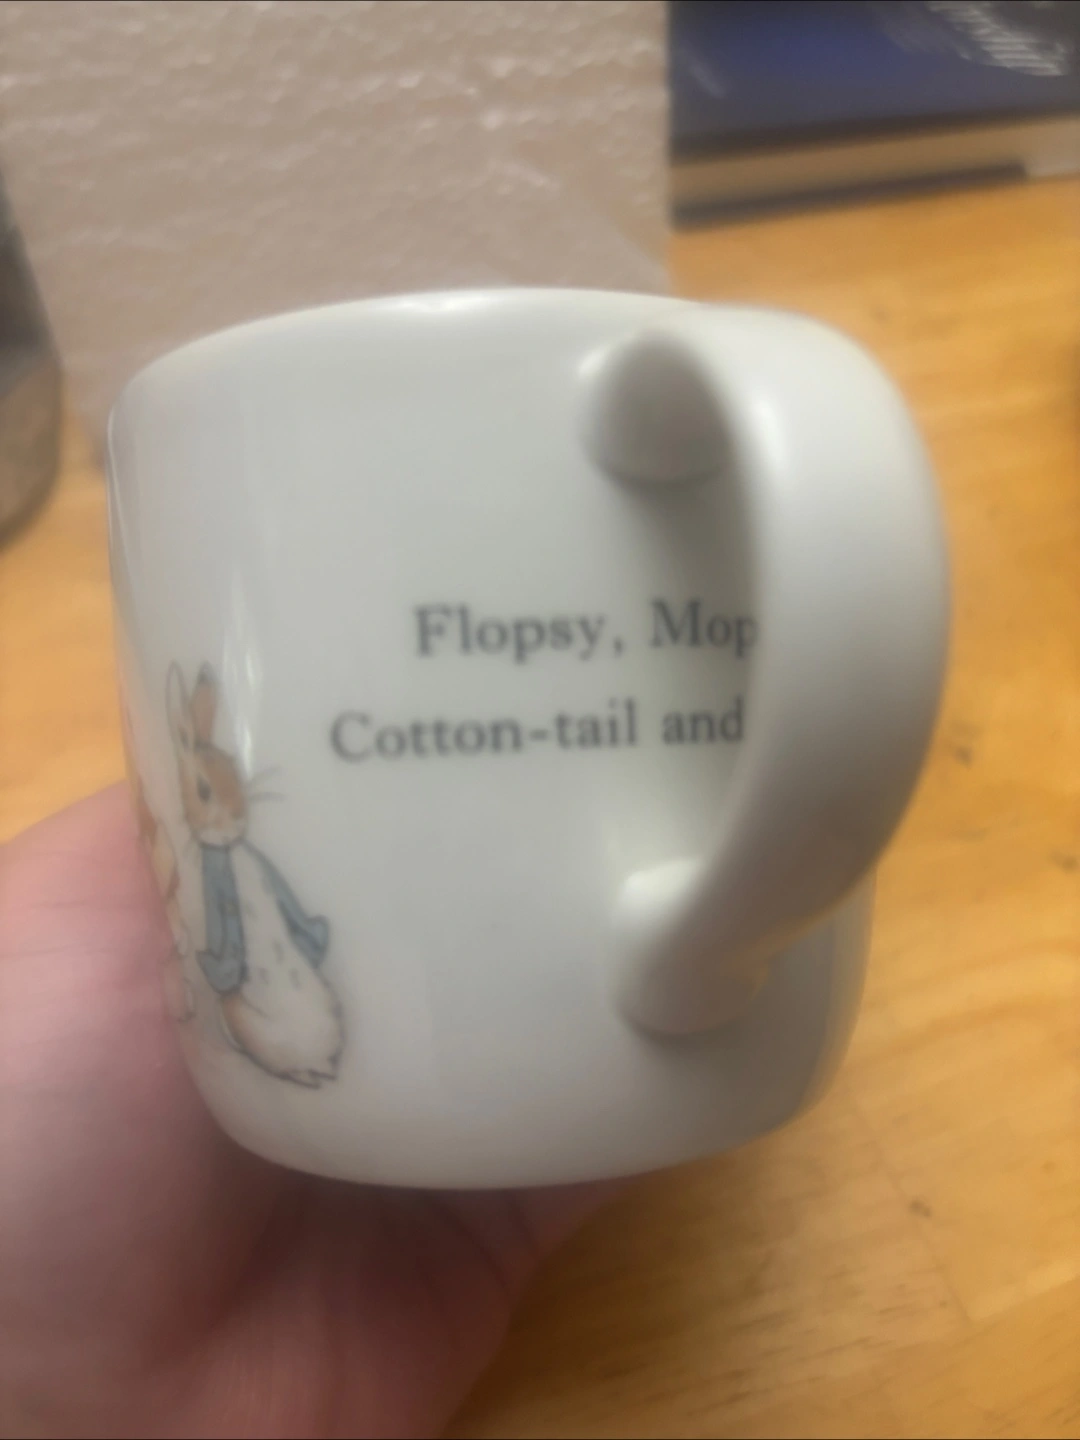 Flopsy, Mop
Cotton-tail and